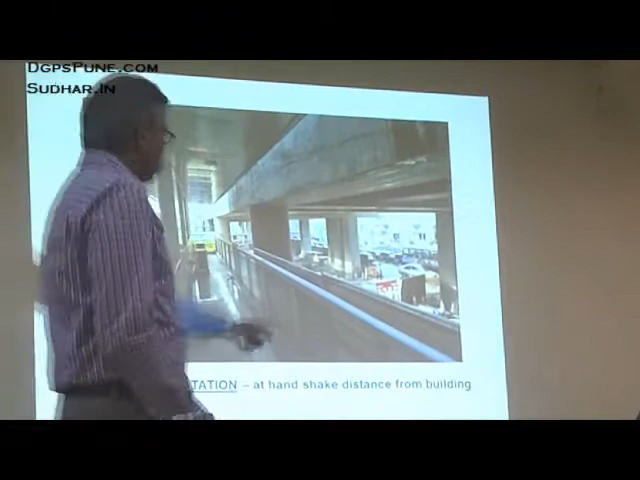 DGPSPUNE.COM
SUDHAR.IN
TATION – at hand shake distance from building